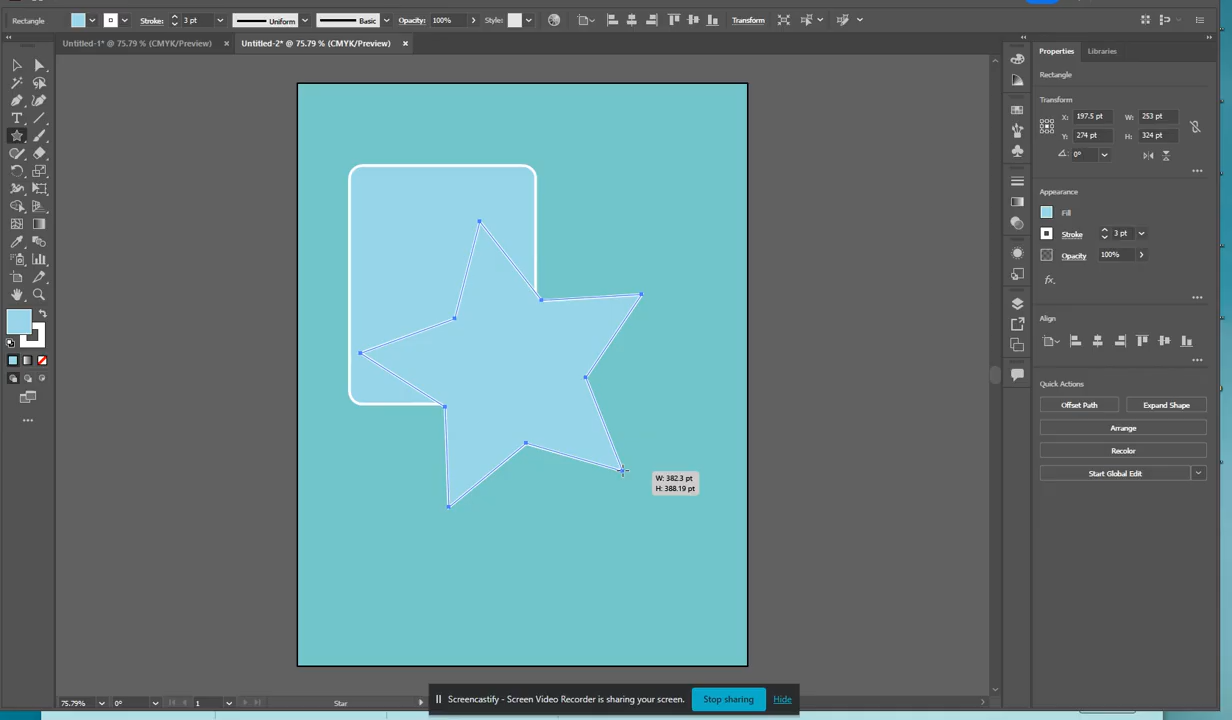 Rectangle
Stroke: 3 pt Uniform Basic Opacity: 100% Style: Transform
Untitled-1* @ 75.79 % (CMYK/Preview) × Untitled-2* @ 75.79 % (CMYK/Preview) ×
Properties Libraries
Rectangle
Transform
X: 197.5 pt W: 253 pt
Y: 274 pt H: 324 pt
0°
Appearance
Fill
Stroke 3 pt
Opacity 100%
fx.
Align
Quick Actions
Offset Path Expand Shape
Arrange
Recolor
Start Global Edit
W: 382.3 pt
H: 388.19 pt
75.79% 0° 1 Star
Screencastify - Screen Video Recorder is sharing your screen. Stop sharing Hide